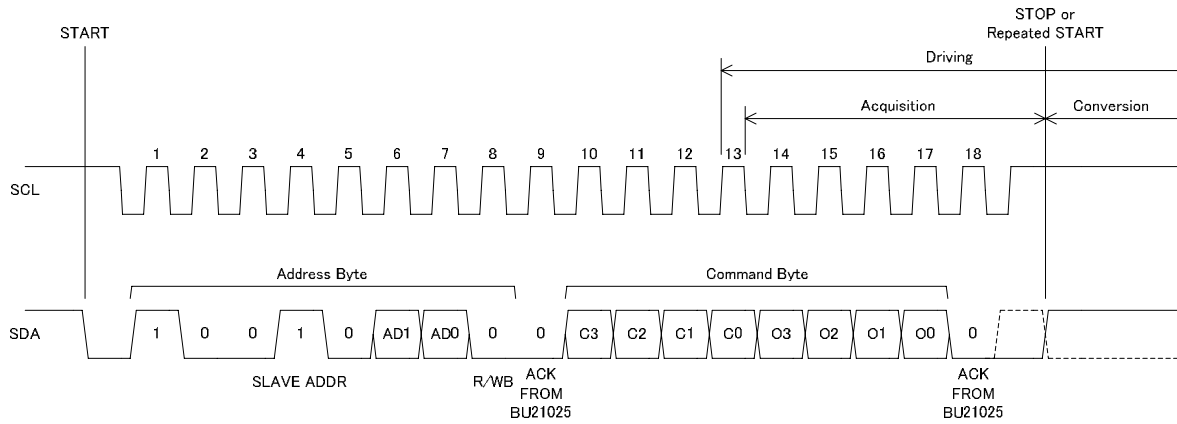 START
STOP or
Repeated START
Driving
Acquisition
Conversion
1 2 3 4 5 6 7 8 9 10 11 12 13 14 15 16 17 18
SCL
Address Byte
Command Byte
SDA
1 0 0 1 0 AD1 AD0 0 0 C3 C2 C1 C0 O3 O2 O1 O0 0
SLAVE ADDR
R/WB
ACK
FROM
BU21025
ACK
FROM
BU21025